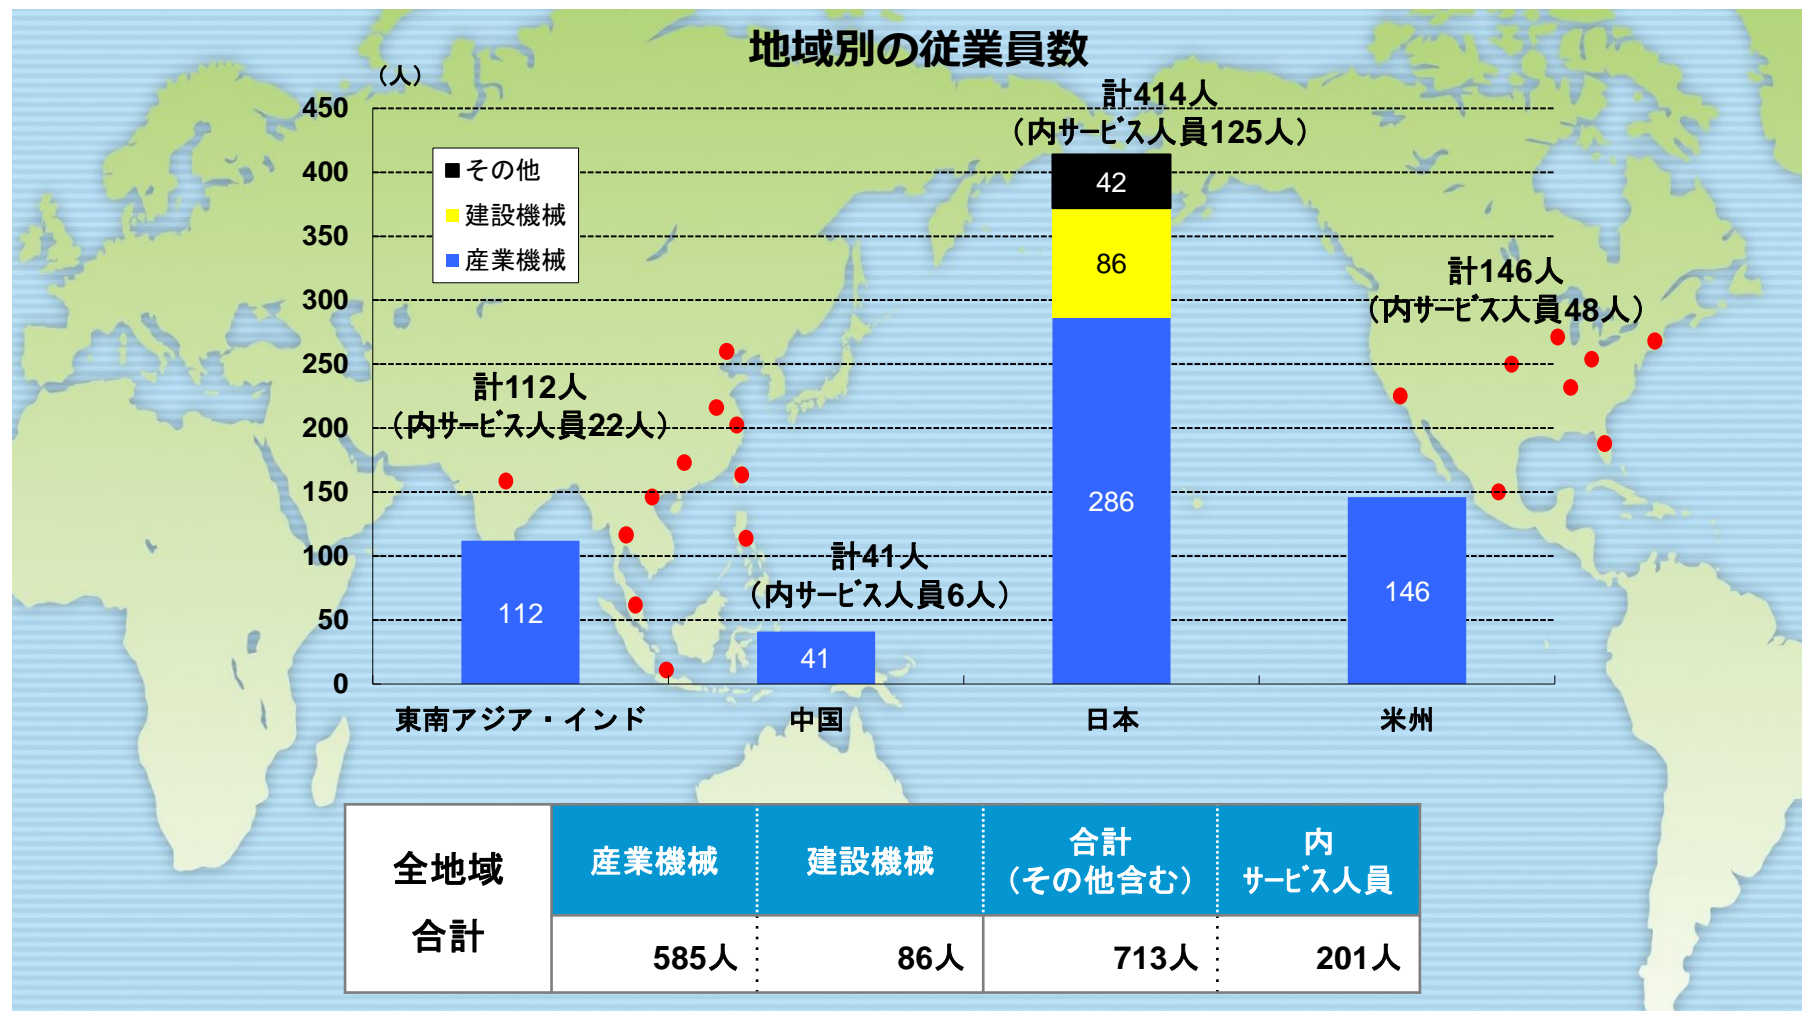 地域別の従業員数
（人）
450
400
350
300
250
200
150
100
50
0
その他
建設機械
産業機械
計112人
（内サービス人員22人）
112
計41人
（内サービス人員6人）
41
計414人
（内サービス人員125人）
42
86
286
計146人
（内サービス人員48人）
146
東南アジア・インド
中国
日本
米州
全地域
合計
産業機械
建設機械
合計
（その他含む）
内
サービス人員
585人
86人
713人
201人